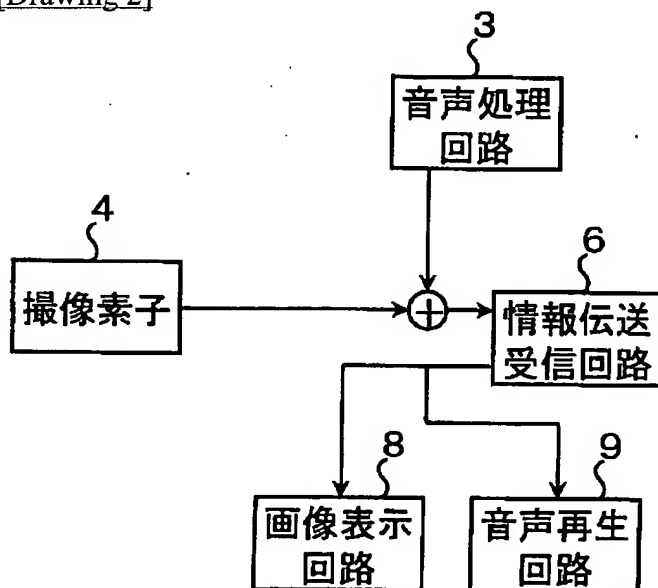 [Drawing 2]
3
音声処理
回路
4
撮像素子
6
情報伝送
受信回路
8
画像表示
回路
9
音声再生
回路